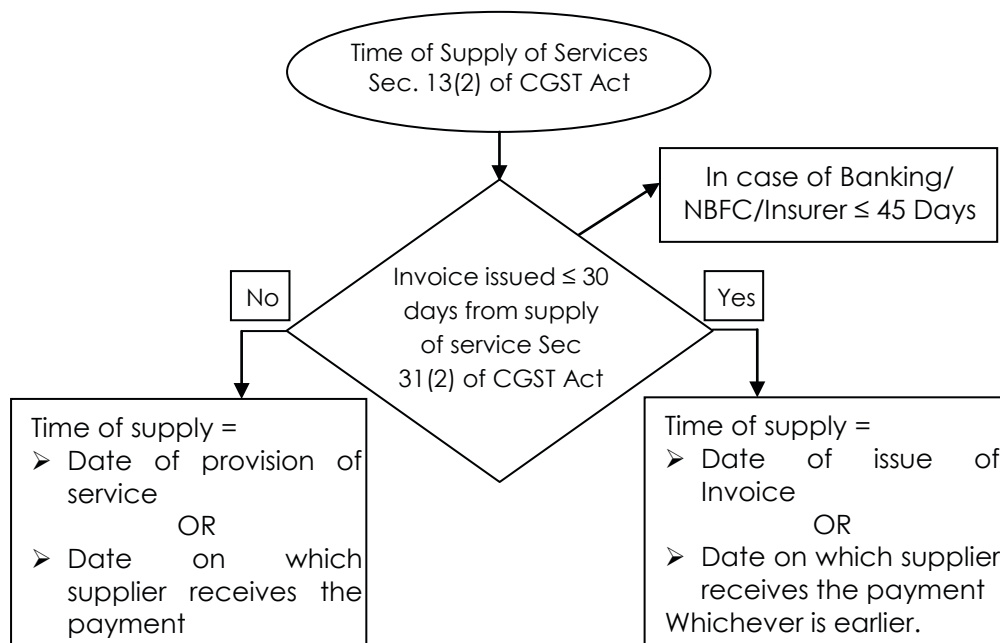 Time of Supply of Services
Sec. 13(2) of CGST Act
In case of Banking/
NBFC/Insurer ≤ 45 Days
Invoice issued ≤ 30
days from supply
of service Sec
31(2) of CGST Act
No
Yes
Time of supply =
➢ Date of provision of
service
OR
➢ Date on which
supplier receives the
payment
Time of supply =
➢ Date of issue of
Invoice
OR
➢ Date on which supplier
receives the payment
Whichever is earlier.